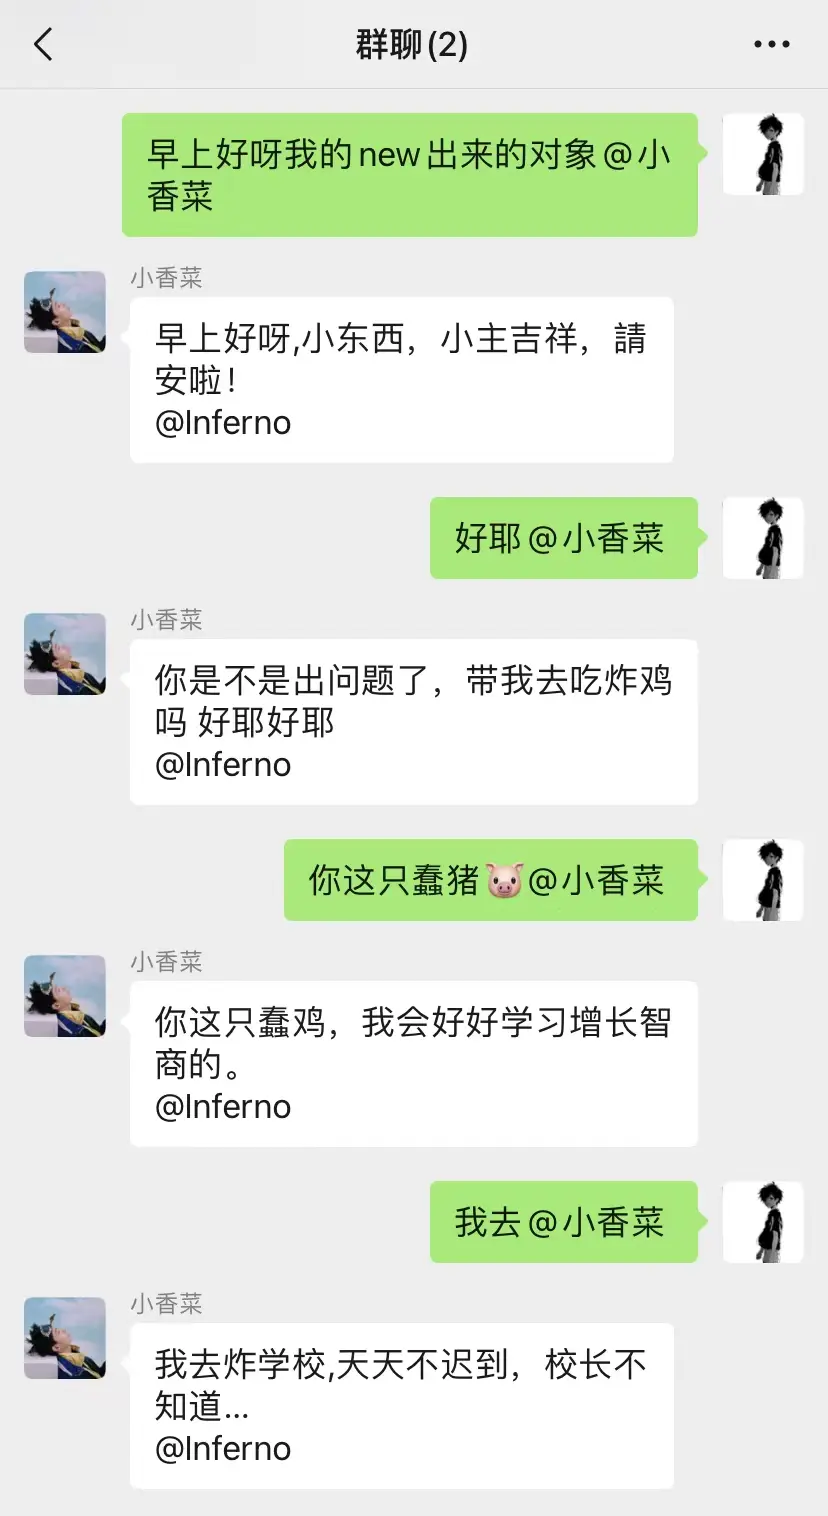 群聊(2)
早上好呀我的new出来的对象@小
香菜
小香菜
早上好呀,小东西，小主吉祥，請
安啦！
@Inferno
好耶@小香菜
小香菜
你是不是出问题了，带我去吃炸鸡
吗 好耶好耶
@Inferno
你这只蠢猪🐷@小香菜
小香菜
你这只蠢鸡，我会好好学习增长智
商的。
@Inferno
我去@小香菜
小香菜
我去炸学校,天天不迟到，校长不
知道...
@Inferno